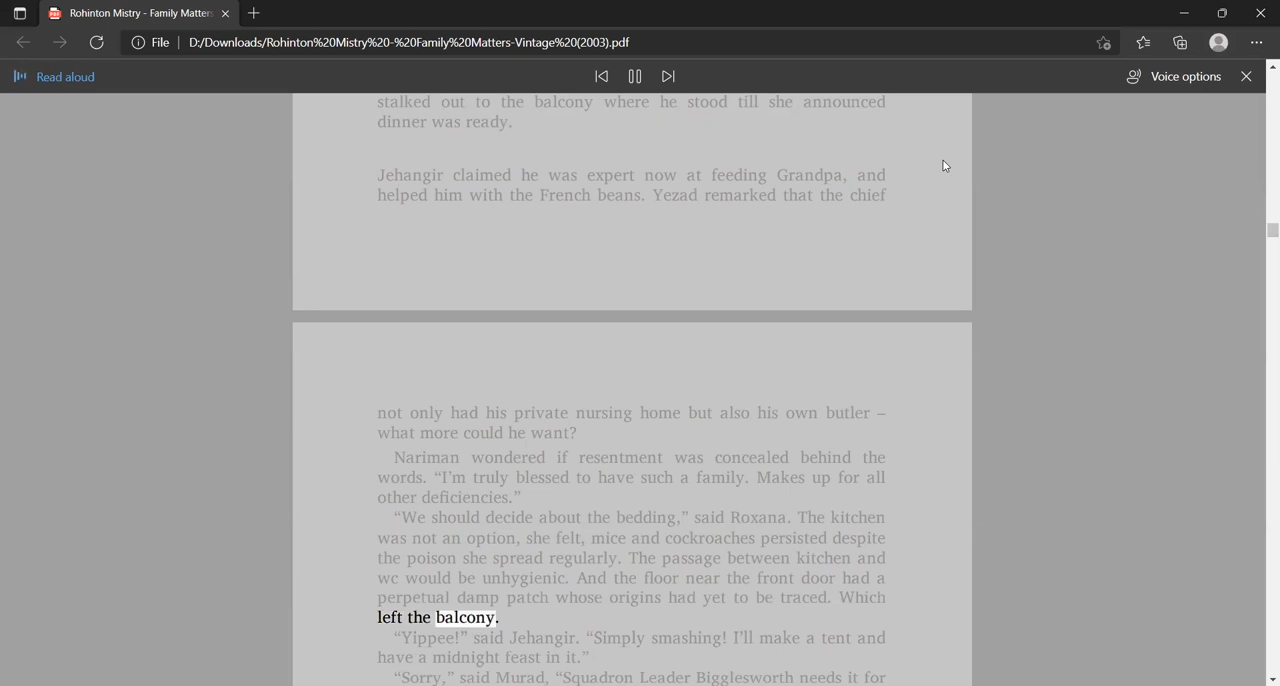 Rohinton Mistry - Family Matters
File
D:/Downloads/Rohinton%20Mistry%20-%20Family%20Matters-Vintage%20(2003).pdf
Read aloud
Voice options
stalked out to the balcony where he stood till she announced
dinner was ready.
Jehangir claimed he was expert now at feeding Grandpa, and
helped him with the French beans. Yezad remarked that the chief
not only had his private nursing home but also his own butler –
what more could he want?
Nariman wondered if resentment was concealed behind the
words. “I’m truly blessed to have such a family. Makes up for all
other deficiencies.”
“We should decide about the bedding,” said Roxana. The kitchen
was not an option, she felt, mice and cockroaches persisted despite
the poison she spread regularly. The passage between kitchen and
wc would be unhygienic. And the floor near the front door had a
perpetual damp patch whose origins had yet to be traced. Which
left the balcony.
“Yippee!” said Jehangir. “Simply smashing! I’ll make a tent and
have a midnight feast in it.”
“Sorry,” said Murad, “Squadron Leader Bigglesworth needs it for